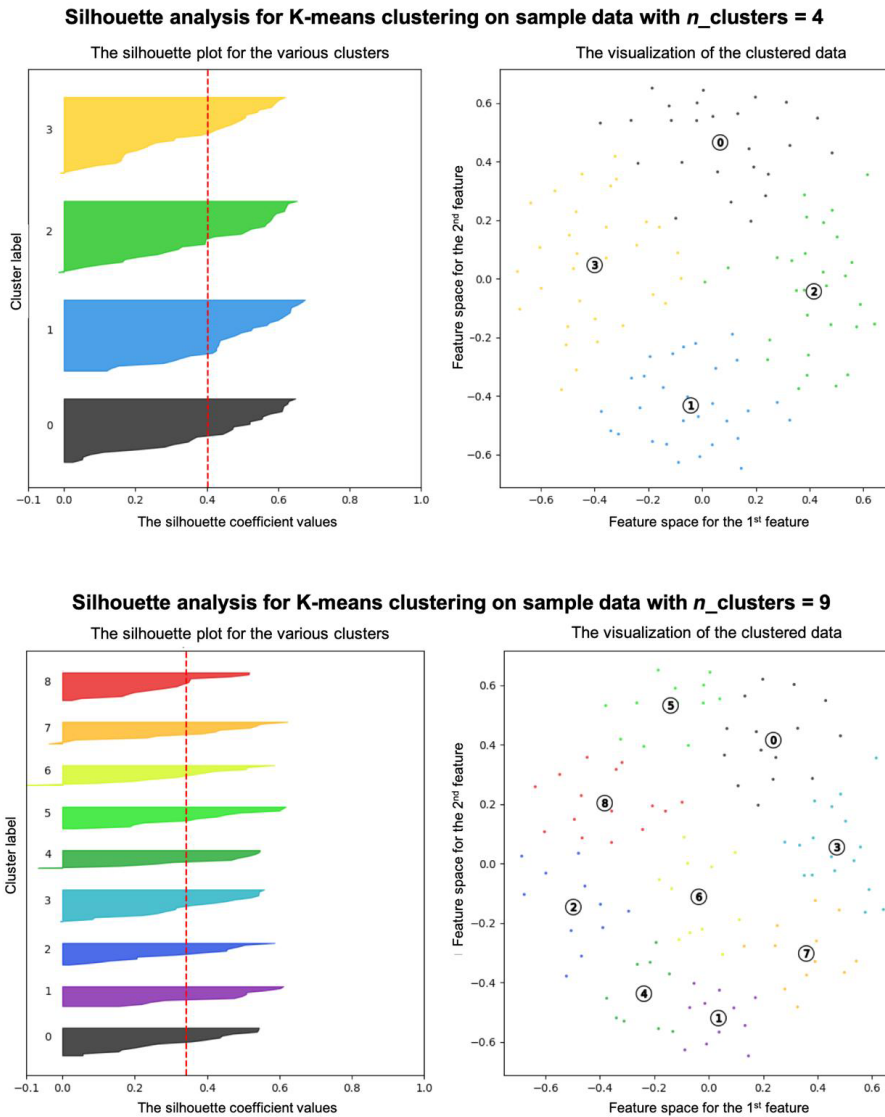 Silhouette analysis for K-means clustering on sample data with n_clusters = 4
The silhouette plot for the various clusters
The visualization of the clustered data
3
2
1
0
Cluster label
−0.1 0.0 0.2 0.4 0.6 0.8 1.0
The silhouette coefficient values
0.6
0.4
0.2
0.0
−0.2
−0.4
−0.6
Feature space for the 2nd feature
0
3
2
1
−0.6 −0.4 −0.2 0.0 0.2 0.4 0.6
Feature space for the 1st feature
Silhouette analysis for K-means clustering on sample data with n_clusters = 9
The silhouette plot for the various clusters
The visualization of the clustered data
8
7
6
5
4
3
2
1
0
Cluster label
−0.1 0.0 0.2 0.4 0.6 0.8 1.0
The silhouette coefficient values
0.6
0.4
0.2
0.0
−0.2
−0.4
−0.6
Feature space for the 2nd feature
5
0
8
3
2
6
7
4
1
−0.6 −0.4 −0.2 0.0 0.2 0.4 0.6
Feature space for the 1st feature